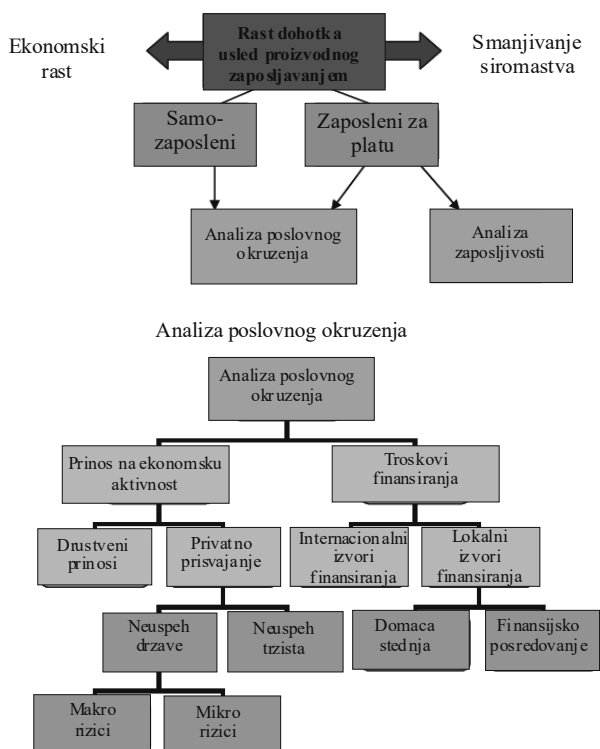 Ekonomski
rast
Rast dohotka
usled proizvodnog
zapošljavanjem
Smanjivanje
siromastva
Samo-
zaposleni
Zaposleni za
platu
Analiza poslovnog
okruzenja
Analiza
zaposljivosti
Analiza poslovnog okruzenja
Analiza poslovnog
okruzenja
Prinos na ekonomsku
aktivnost
Troskovi
finansiranja
Drustveni
prinosi
Privatno
prisvajanje
Internacionalni
izvori
finansiranja
Lokalni
izvori
finansiranja
Neuspeh
drzave
Neuspeh
trzista
Domaca
stednja
Finansijsko
posredovanje
Makro
rizici
Mikro
rizici